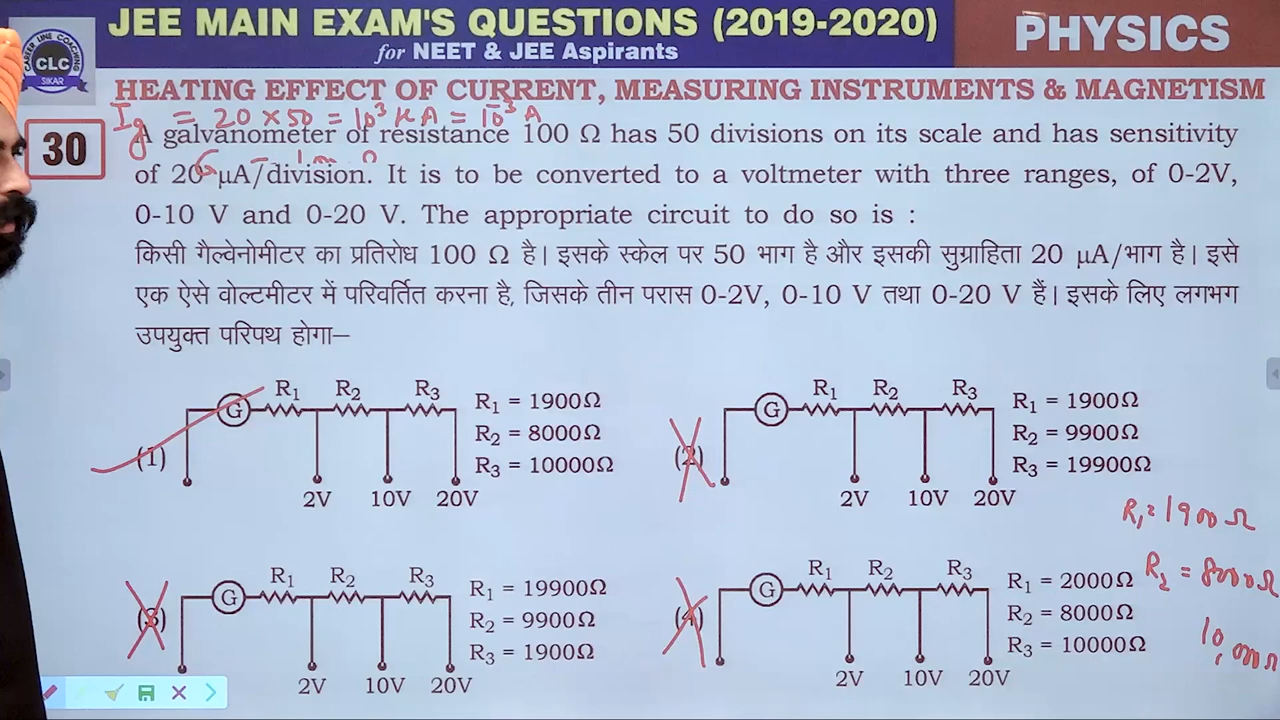 JEE MAIN EXAM'S QUESTIONS (2019-2020)
for NEET & JEE Aspirants
PHYSICS
CAREER LINE COACHING
CLC
SIKAR
HEATING EFFECT OF CURRENT, MEASURING INSTRUMENTS & MAGNETISM
Ig = 20 × 50 = 10³ μA = 10⁻³ A
30
A galvanometer of resistance 100 Ω has 50 divisions on its scale and has sensitivity
of 20 μA/division. It is to be converted to a voltmeter with three ranges, of 0-2V,
0-10 V and 0-20 V. The appropriate circuit to do so is :
किसी गैल्वेनोमीटर का प्रतिरोध 100 Ω है। इसके स्केल पर 50 भाग है और इसकी सुग्राहिता 20 μA/भाग है। इसे
एक ऐसे वोल्टमीटर में परिवर्तित करना है, जिसके तीन परास 0-2V, 0-10 V तथा 0-20 V हैं। इसके लिए लगभग
उपयुक्त परिपथ होगा–
(1)
G R₁ R₂ R₃
2V 10V 20V
R₁ = 1900Ω
R₂ = 8000Ω
R₃ = 10000Ω
(2)
G R₁ R₂ R₃
2V 10V 20V
R₁ = 1900Ω
R₂ = 9900Ω
R₃ = 19900Ω
R₁ = 1900 Ω
R₂ = 8000 Ω
10,000 Ω
(3)
G R₁ R₂ R₃
2V 10V 20V
R₁ = 19900Ω
R₂ = 9900Ω
R₃ = 1900Ω
(4)
G R₁ R₂ R₃
2V 10V 20V
R₁ = 2000Ω
R₂ = 8000Ω
R₃ = 10000Ω